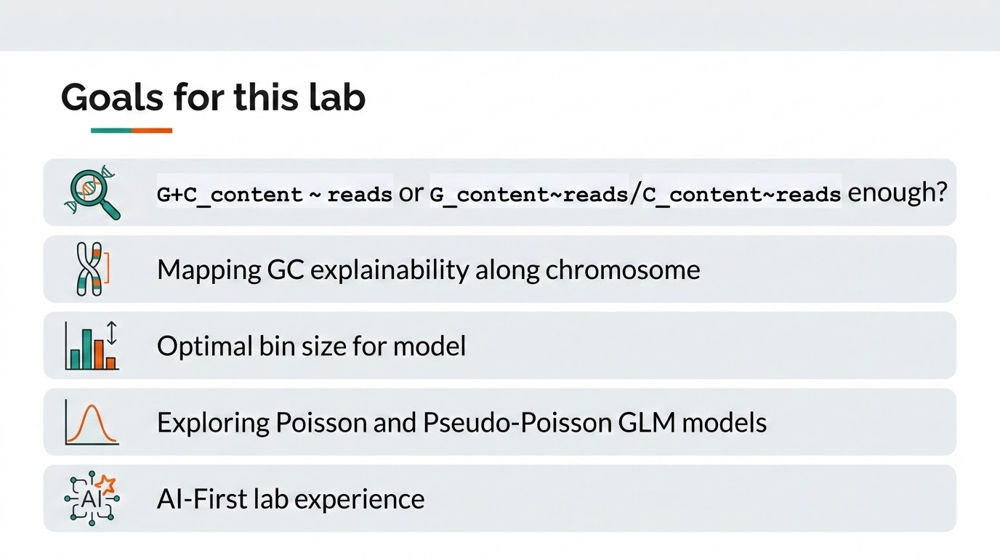 Goals for this lab
G+C_content ~ reads or G_content~reads/C_content~reads enough?
Mapping GC explainability along chromosome
Optimal bin size for model
Exploring Poisson and Pseudo-Poisson GLM models
AI
AI-First lab experience